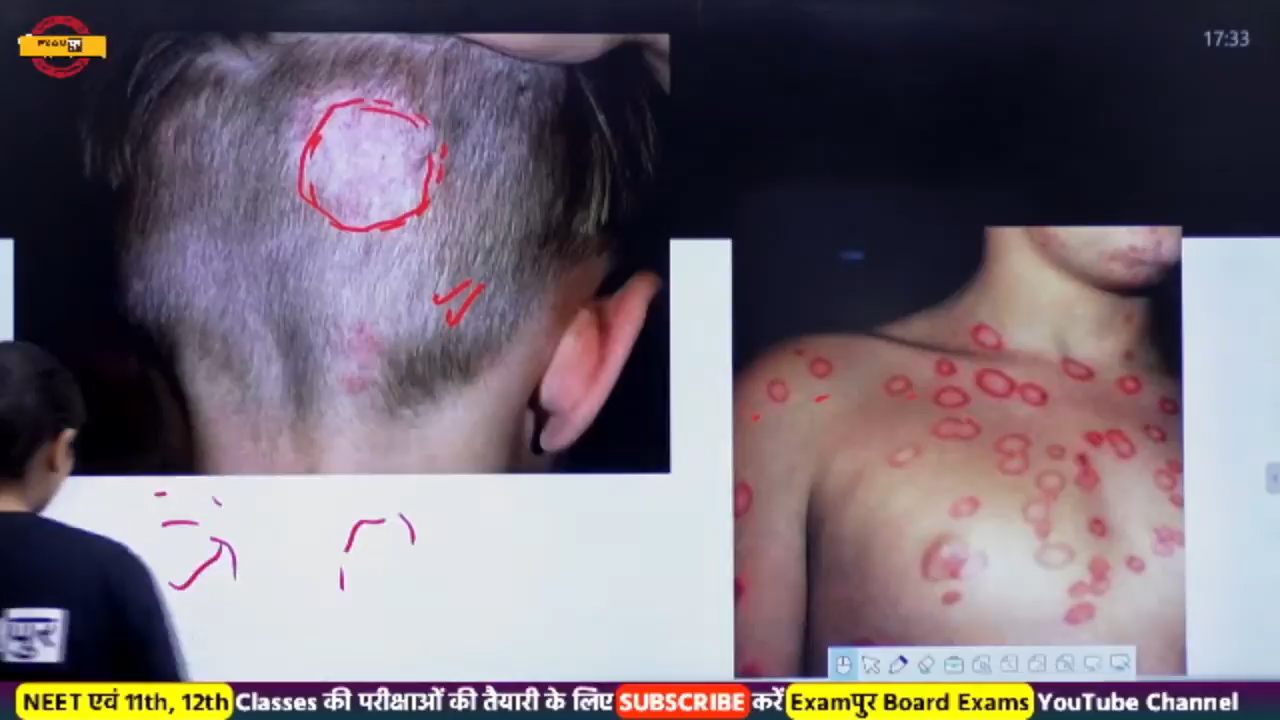 17:33
पुर
NEET एवं 11th, 12th Classes की परीक्षाओं की तैयारी के लिए SUBSCRIBE करें Examपुर Board Exams YouTube Channel